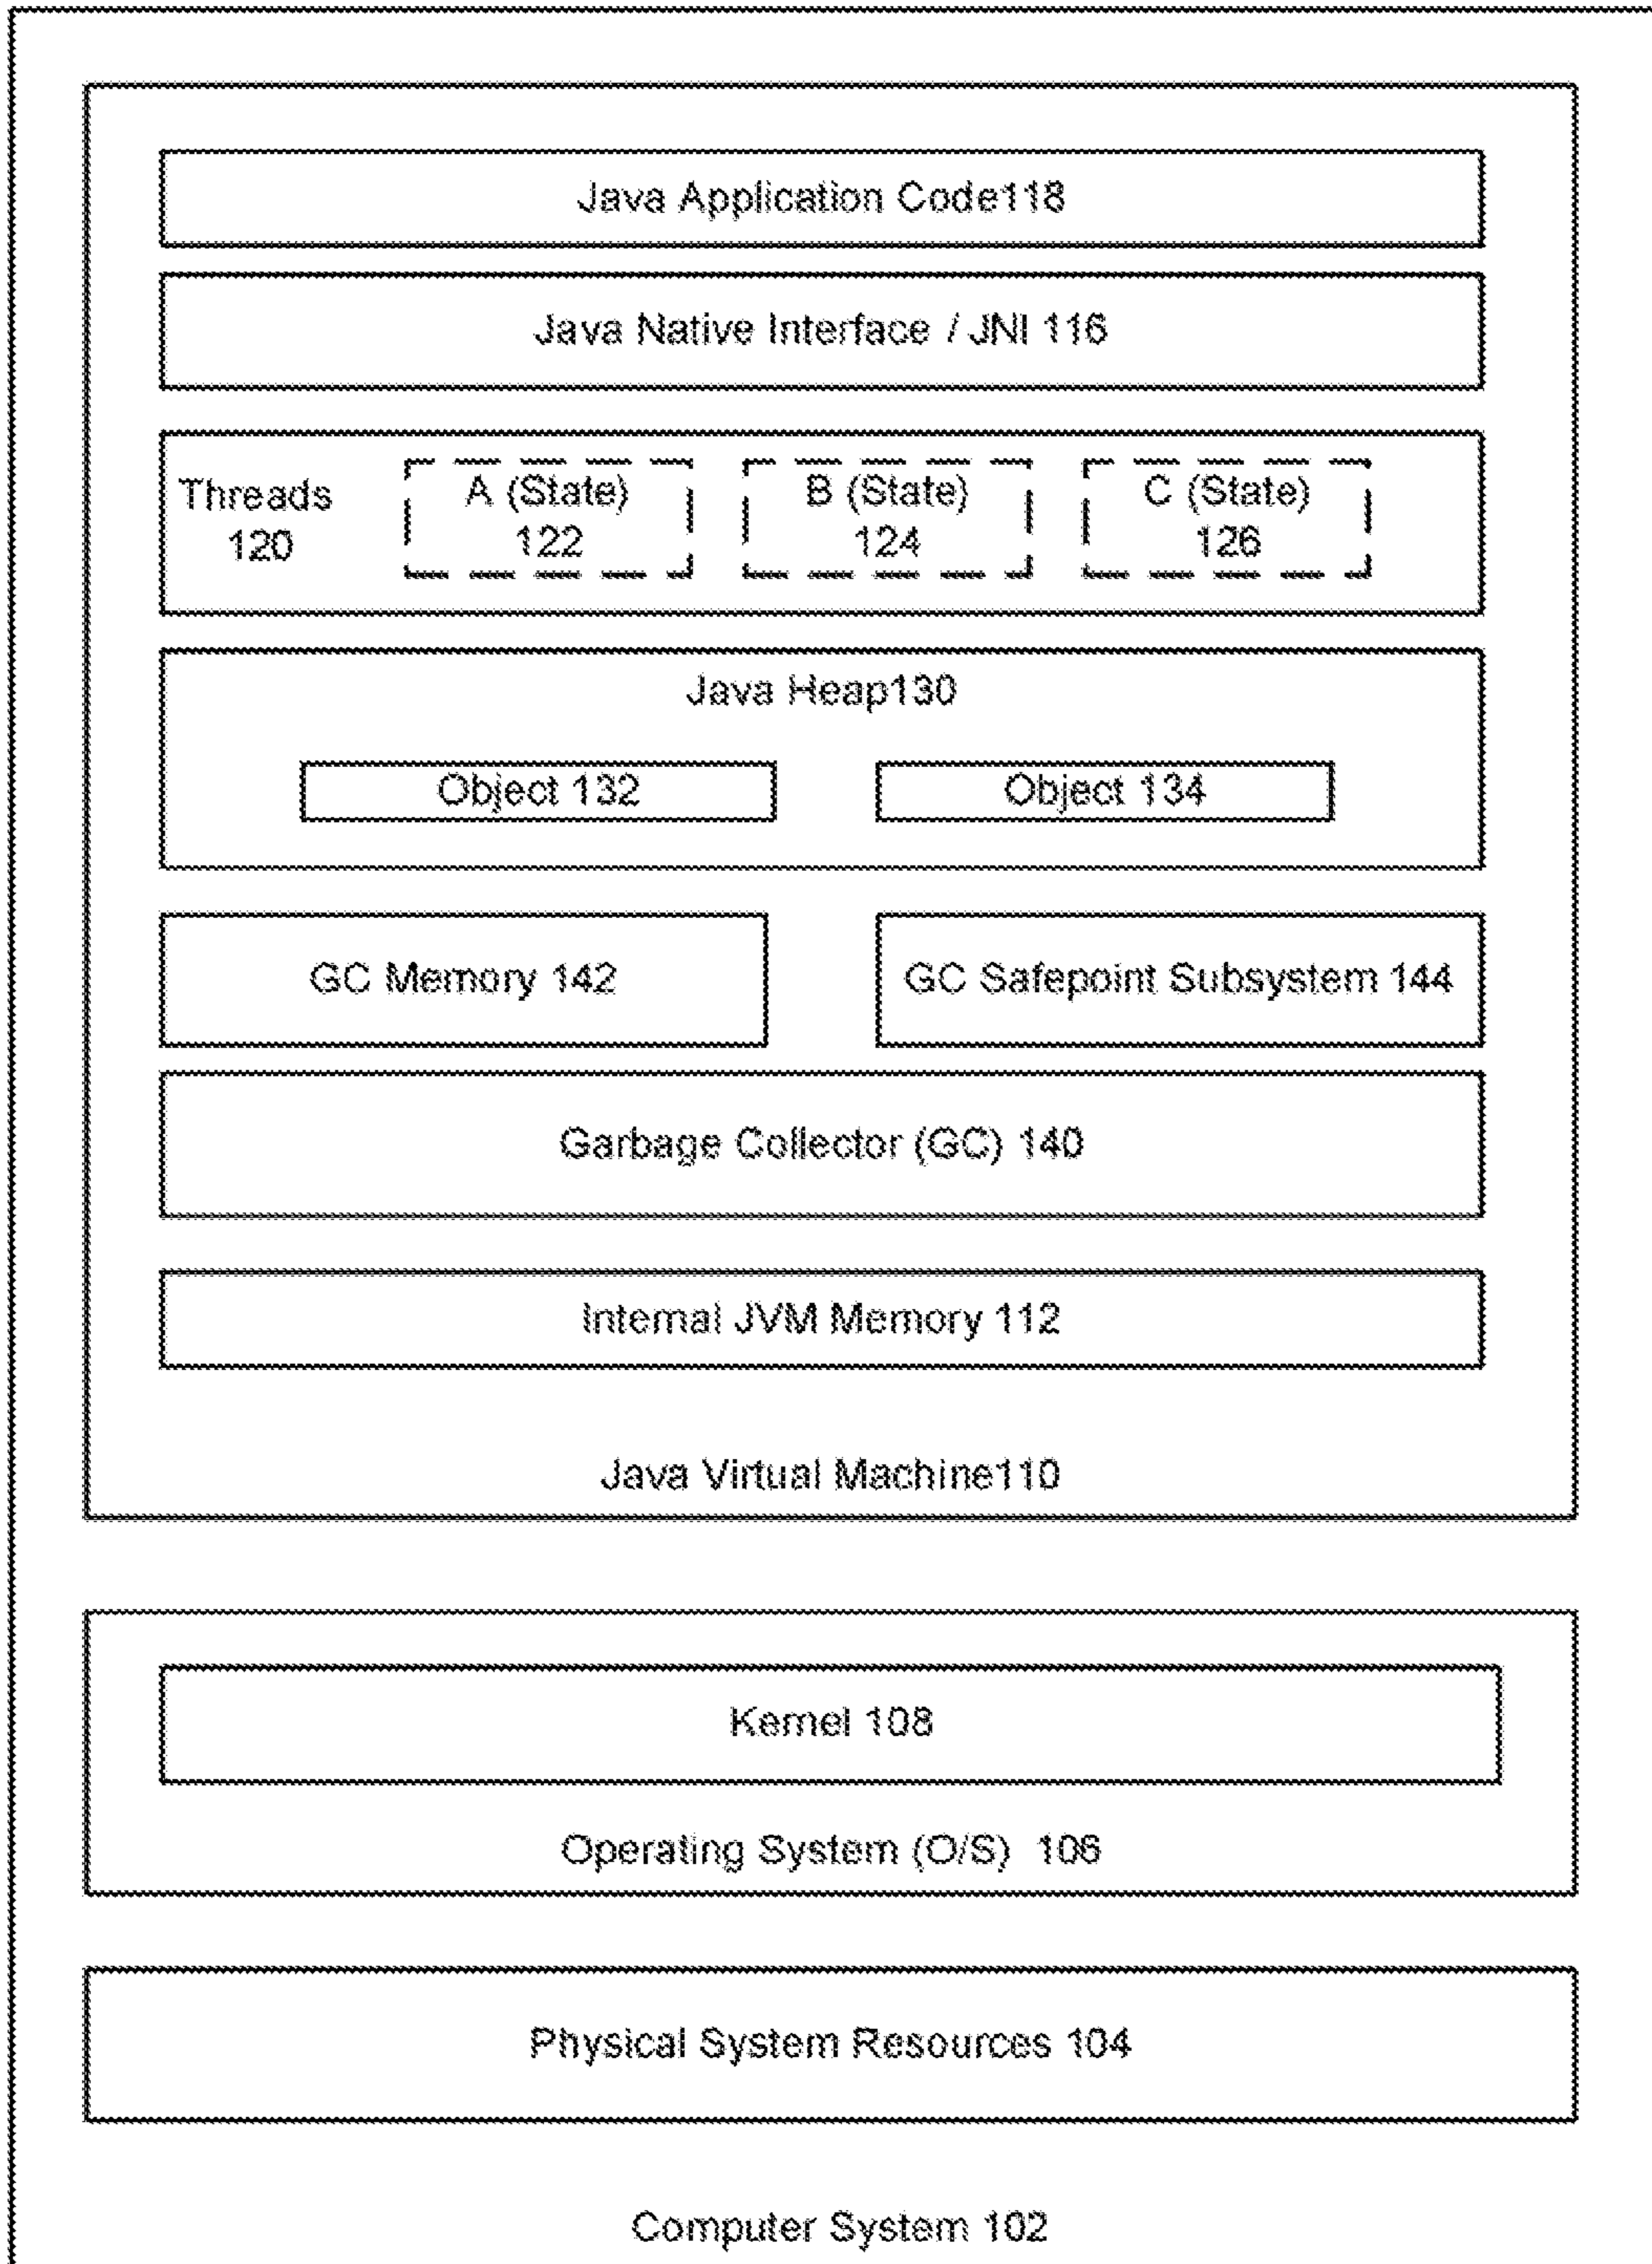 Java Application Code118
Java Native Interface / JNI 116
Threads
120
A (State)
122
B (State)
124
C (State)
126
Java Heap130
Object 132
Object 134
GC Memory 142
GC Safepoint Subsystem 144
Garbage Collector (GC) 140
Internal JVM Memory 112
Java Virtual Machine110
Kernel 108
Operating System (O/S) 106
Physical System Resources 104
Computer System 102